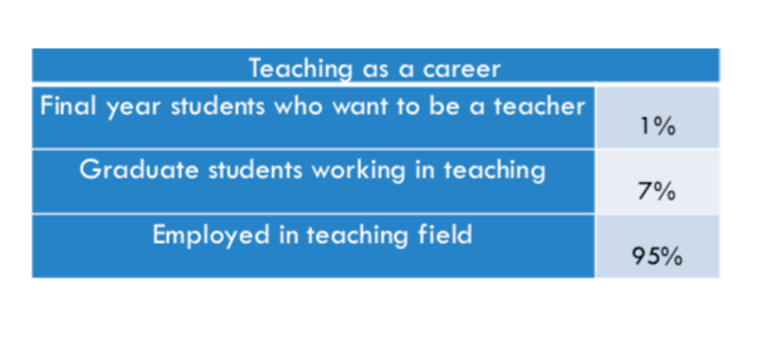 Teaching as a career
Final year students who want to be a teacher
1%
Graduate students working in teaching
7%
Employed in teaching field
95%